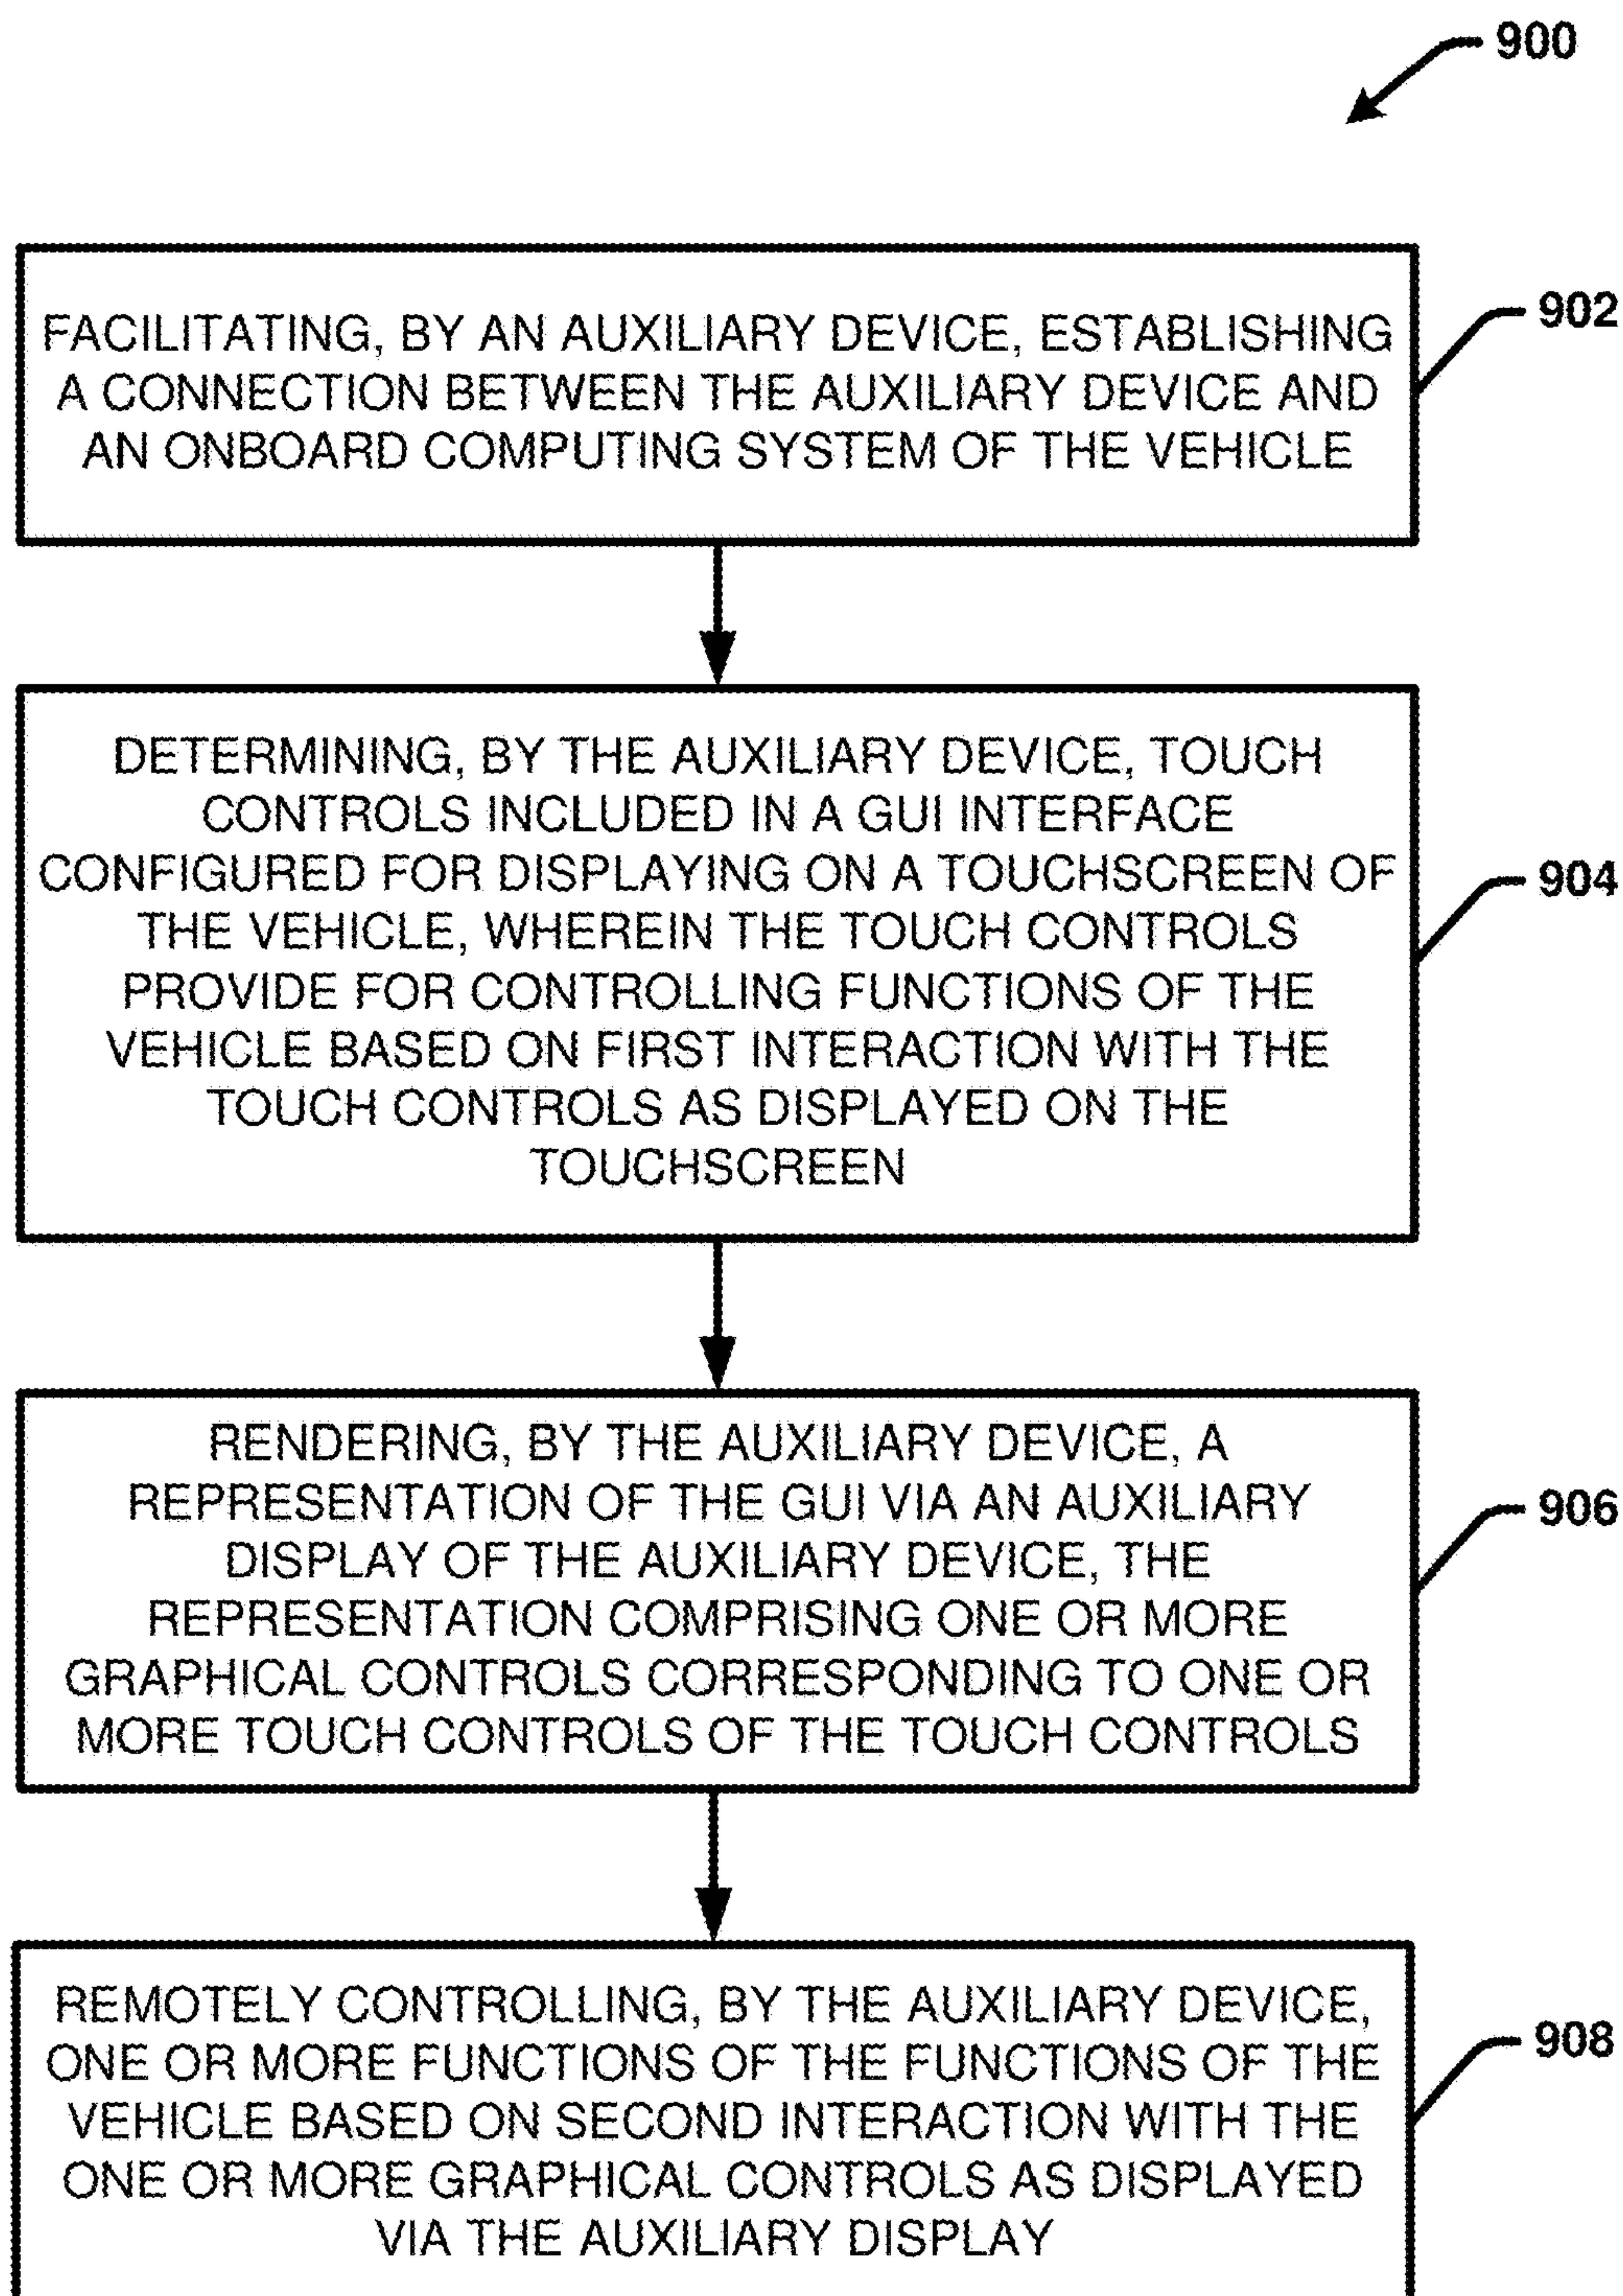 900
FACILITATING, BY AN AUXILIARY DEVICE, ESTABLISHING
A CONNECTION BETWEEN THE AUXILIARY DEVICE AND
AN ONBOARD COMPUTING SYSTEM OF THE VEHICLE
902
DETERMINING, BY THE AUXILIARY DEVICE, TOUCH
CONTROLS INCLUDED IN A GUI INTERFACE
CONFIGURED FOR DISPLAYING ON A TOUCHSCREEN OF
THE VEHICLE, WHEREIN THE TOUCH CONTROLS
PROVIDE FOR CONTROLLING FUNCTIONS OF THE
VEHICLE BASED ON FIRST INTERACTION WITH THE
TOUCH CONTROLS AS DISPLAYED ON THE
TOUCHSCREEN
904
RENDERING, BY THE AUXILIARY DEVICE, A
REPRESENTATION OF THE GUI VIA AN AUXILIARY
DISPLAY OF THE AUXILIARY DEVICE, THE
REPRESENTATION COMPRISING ONE OR MORE
GRAPHICAL CONTROLS CORRESPONDING TO ONE OR
MORE TOUCH CONTROLS OF THE TOUCH CONTROLS
906
REMOTELY CONTROLLING, BY THE AUXILIARY DEVICE,
ONE OR MORE FUNCTIONS OF THE FUNCTIONS OF THE
VEHICLE BASED ON SECOND INTERACTION WITH THE
ONE OR MORE GRAPHICAL CONTROLS AS DISPLAYED
VIA THE AUXILIARY DISPLAY
908